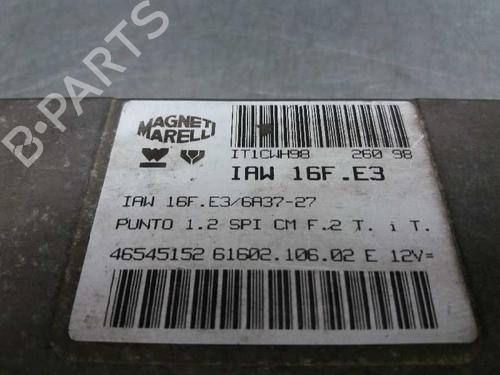 B-PARTS
MAGNETI
MARELLI
IT1CWH98 260 98
IAW 16F.E3
IAW 16F.E3/6A37-27
PUNTO 1.2 SPI CM F.2 T. i T.
46545152 61602.106.02 E 12V=